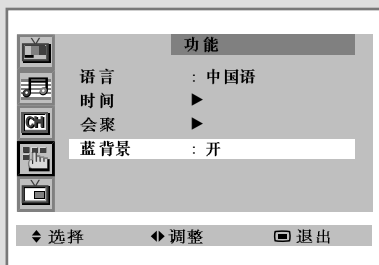 功能
语言 : 中国语
时间 ▶
会聚 ▶
CH
蓝背景 : 开
选择 调整 退出